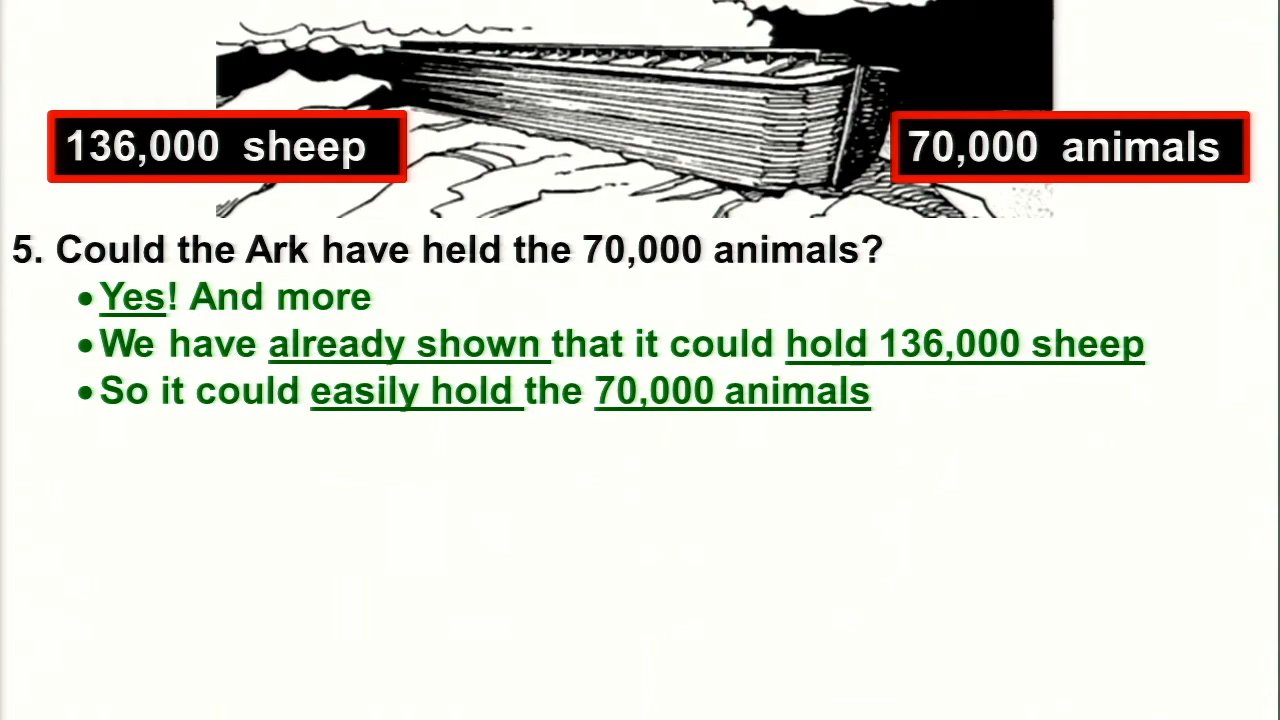 136,000 sheep
70,000 animals
5. Could the Ark have held the 70,000 animals?
• Yes! And more
• We have already shown that it could hold 136,000 sheep
• So it could easily hold the 70,000 animals